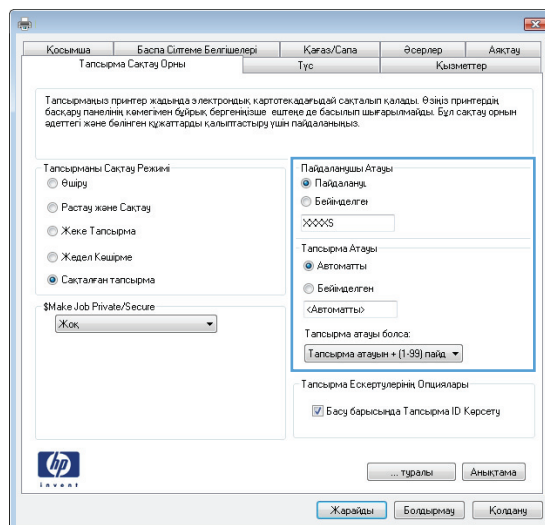 Қосымша
Баспа Сілтеме Белгішелері
Қағаз/Сапа
Әсерлер
Аяқтау
Тапсырма Сақтау Орны
Түс
Қызметтер
Тапсырмаңыз принтер жадында электрондық картотекадағыдай сақталып қалады. Өзіңіз принтердің
басқару панелінің көмегімен бұйрық бергеніңізше ештеңе де басылып шығарылмайды. Бұл сақтау орнын
әдеттегі және бөлінген құжаттарды қалыптастыру үшін пайдаланыңыз.
Тапсырманы Сақтау Режимі
Өшіру
Растау және Сақтау
Жеке Тапсырма
Жедел Көшірме
Сақталған тапсырма
$Make Job Private/Secure
Жоқ
Пайдаланушы Атауы
Пайдалану
Бейімделген
XXXXS
Тапсырма Атауы
Автоматты
Бейімделген
<Автоматты>
Тапсырма атауы болса:
Тапсырма атауын + (1-99) пайд
Тапсырма Ескертулерінің Опциялары
Басу барысында Тапсырма ID Көрсету
hp
invent
... туралы
Анықтама
Жарайды
Болдырмау
Қолдану